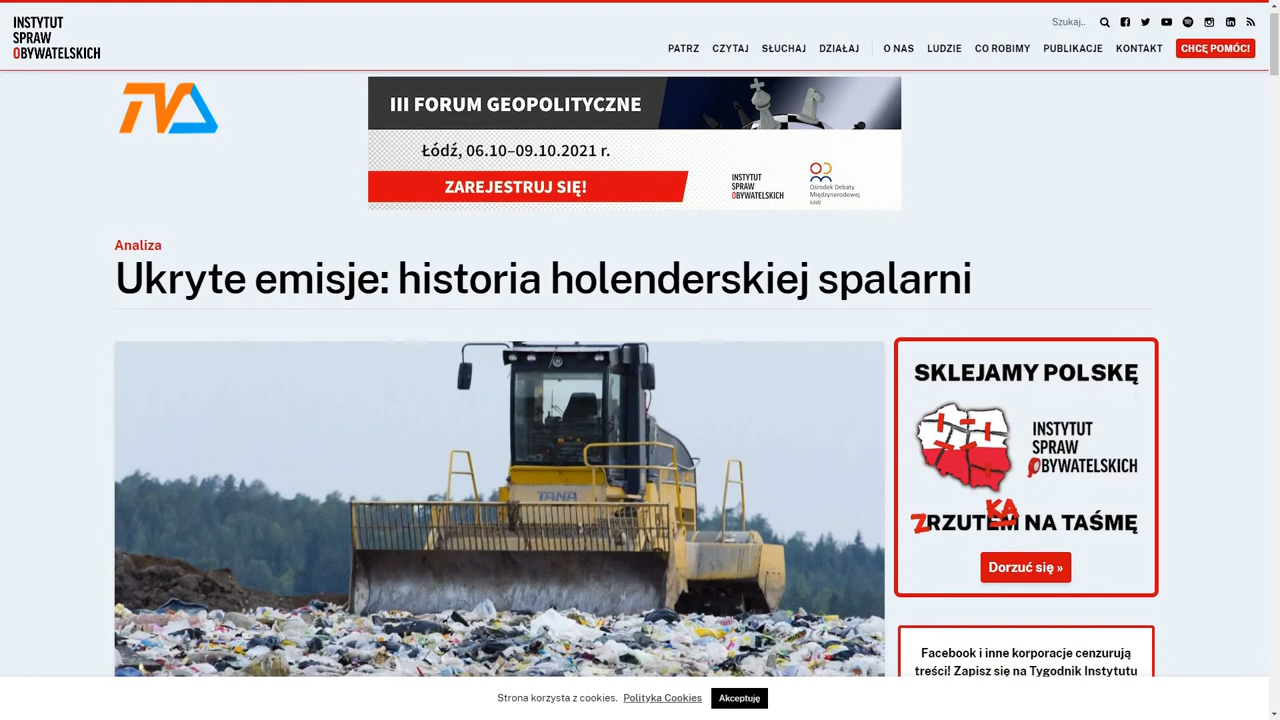 INSTYTUT
SPRAW
OBYWATELSKICH
Szukaj..
PATRZ CZYTAJ SŁUCHAJ DZIAŁAJ O NAS LUDZIE CO ROBIMY PUBLIKACJE KONTAKT CHCĘ POMÓC!
III FORUM GEOPOLITYCZNE
Łódź, 06.10–09.10.2021 r.
ZAREJESTRUJ SIĘ!
INSTYTUT
SPRAW
OBYWATELSKICH
Ośrodek Debaty
Międzynarodowej
Łódź
Analiza
Ukryte emisje: historia holenderskiej spalarni
TANA
SKLEJAMY POLSKĘ
INSTYTUT
SPRAW
OBYWATELSKICH
KA
ZRZUTEM NA TAŚMĘ
Dorzuć się »
Facebook i inne korporacje cenzurują
treści! Zapisz się na Tygodnik Instytutu
Strona korzysta z cookies. Polityka Cookies Akceptuję